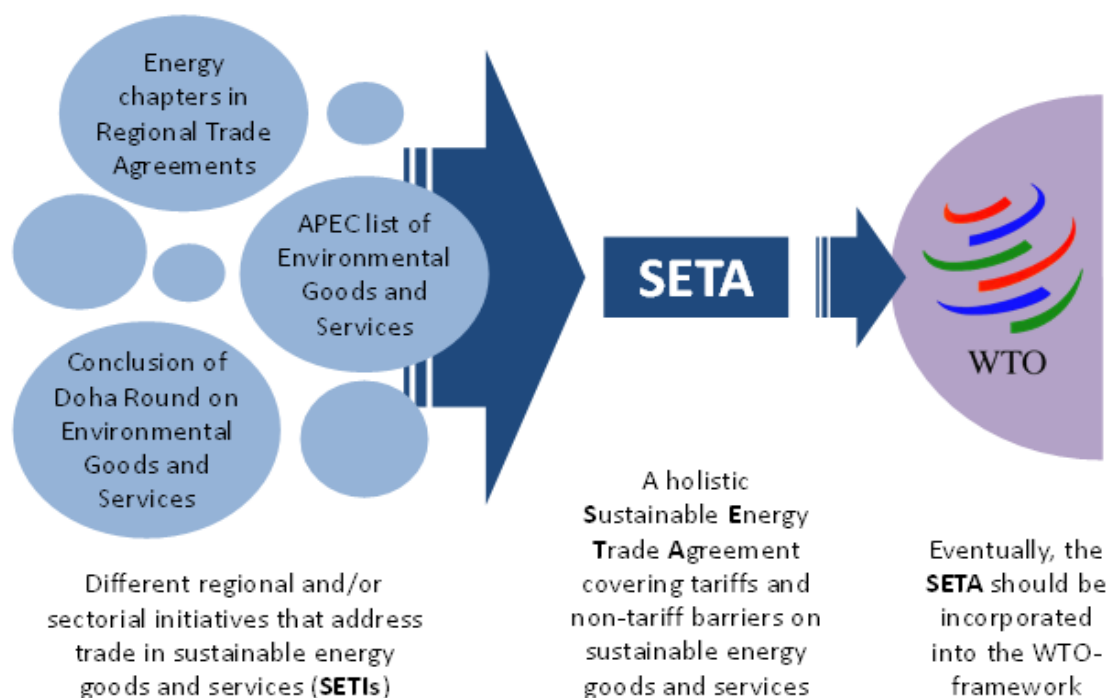 Energy
chapters in
Regional Trade
Agreements
APEC list of
Environmental
Goods and
Services
Conclusion of
Doha Round on
Environmental
Goods and
Services
SETA
WTO
Different regional and/or
sectorial initiatives that address
trade in sustainable energy
goods and services (SETIs)
A holistic
Sustainable Energy
Trade Agreement
covering tariffs and
non-tariff barriers on
sustainable energy
goods and services
Eventually, the
SETA should be
incorporated
into the WTO-
framework